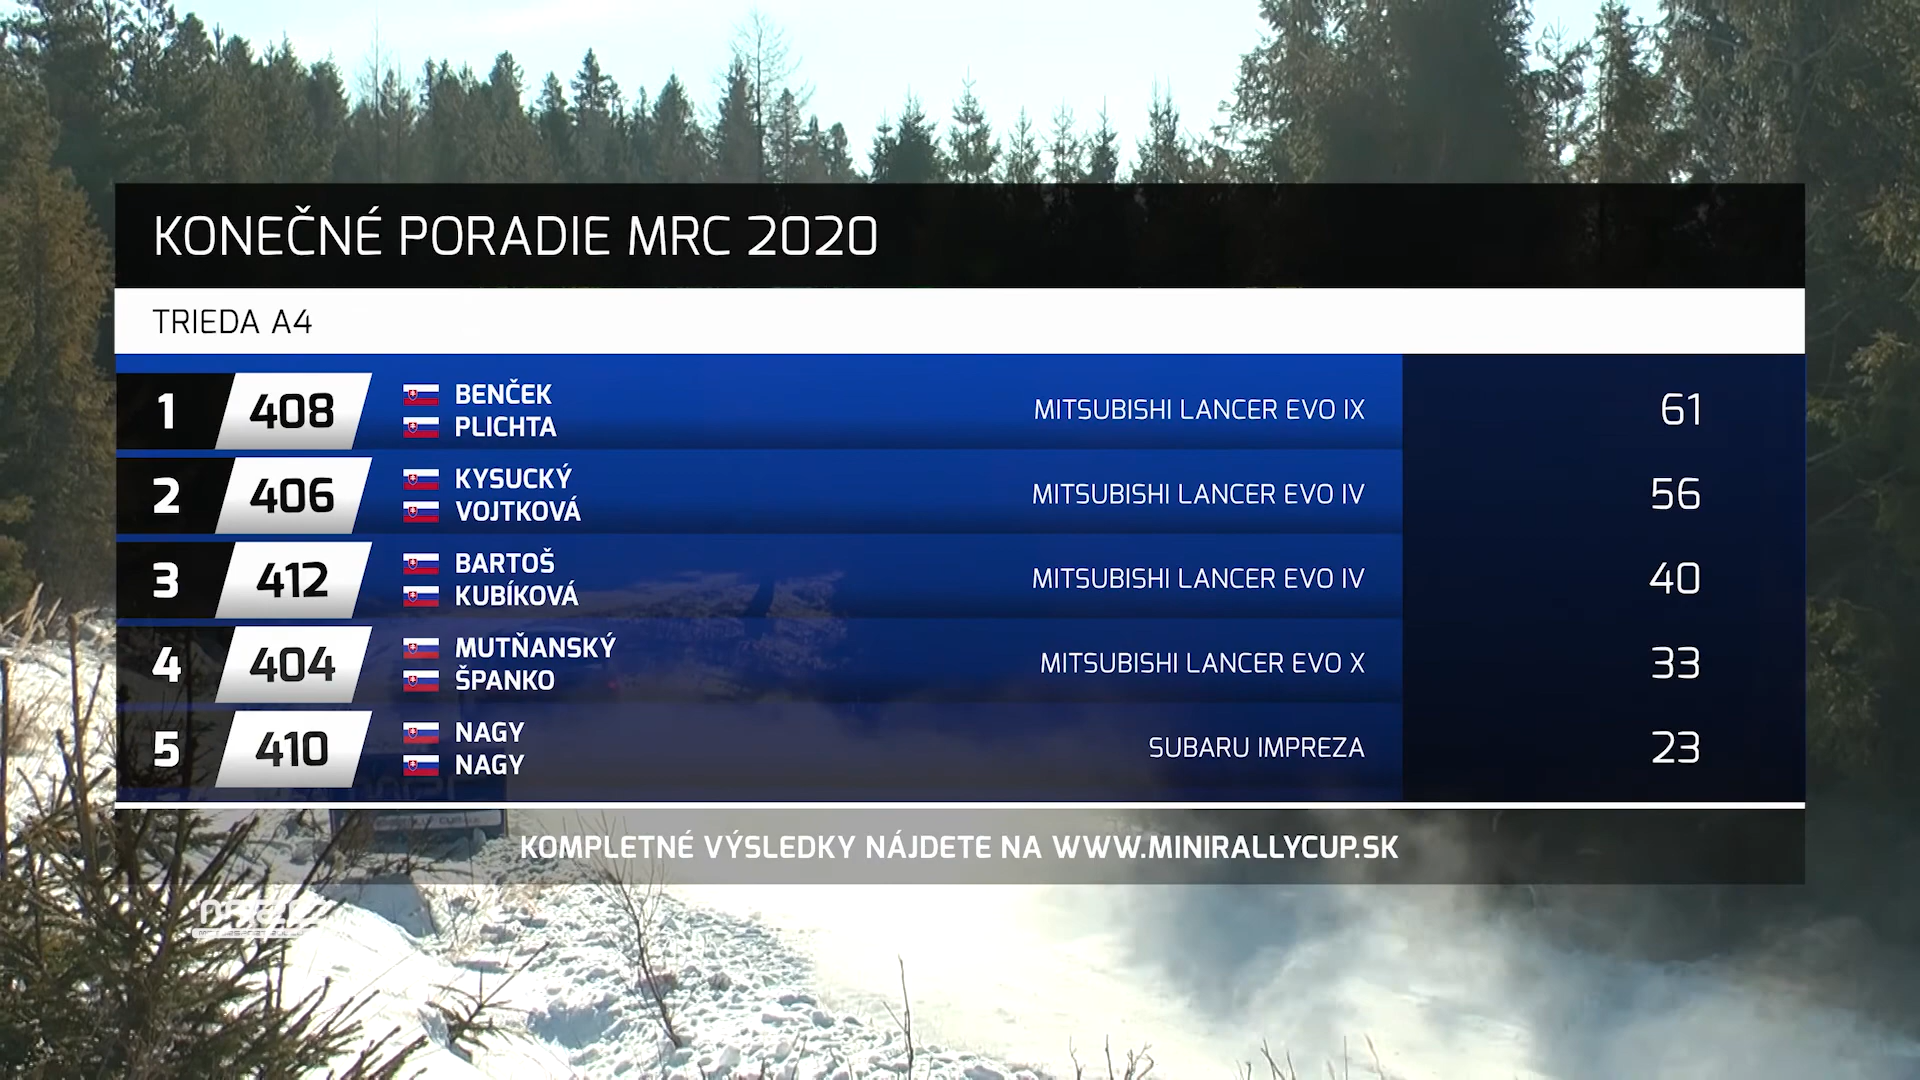 KONEČNÉ PORADIE MRC 2020
TRIEDA A4
1 408 BENČEK PLICHTA MITSUBISHI LANCER EVO IX 61
2 406 KYSUCKÝ VOJTKOVÁ MITSUBISHI LANCER EVO IV 56
3 412 BARTOŠ KUBÍKOVÁ MITSUBISHI LANCER EVO IV 40
4 404 MUTŇANSKÝ ŠPANKO MITSUBISHI LANCER EVO X 33
5 410 NAGY NAGY SUBARU IMPREZA 23
KOMPLETNÉ VÝSLEDKY NÁJDETE NA WWW.MINIRALLYCUP.SK